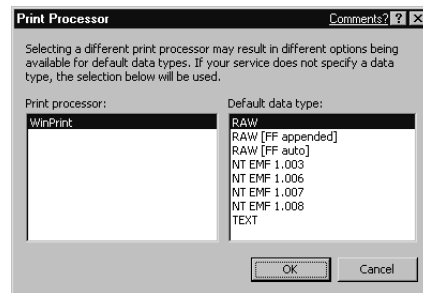 Print Processor Comments? ? ×
Selecting a different print processor may result in different options being
available for default data types. If your service does not specify a data
type, the selection below will be used.
Print processor: Default data type:
WinPrint RAW
RAW [FF appended]
RAW [FF auto]
NT EMF 1.003
NT EMF 1.006
NT EMF 1.007
NT EMF 1.008
TEXT
OK Cancel